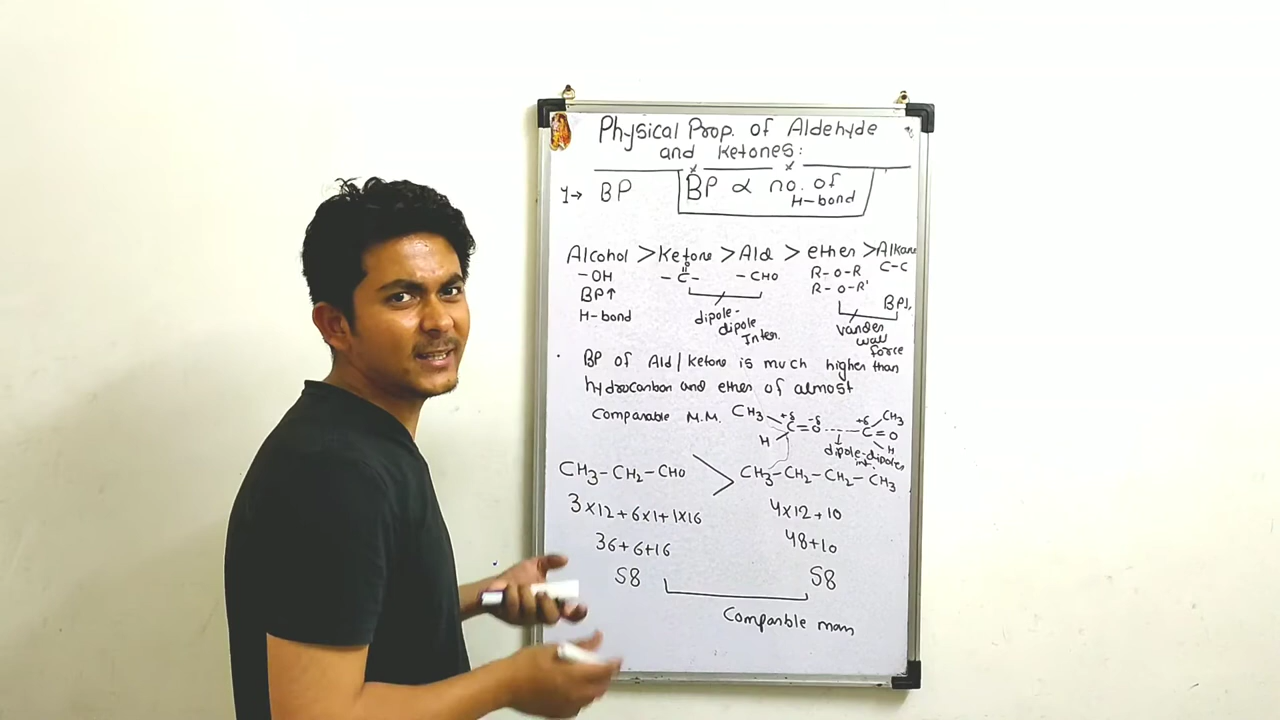 Physical Prop. of Aldehyde
and Ketones:
1→ BP
BP ∝ no. of
H-bond
Alcohol > Ketone > Ald > ether > Alkane
-OH
-C-
O
-CHO
R-O-R
C-C
BP↑
R-O-R'
BP↓
H-bond
dipole-
dipole
Inter.
vander
wall
force
BP of Ald/ketone is much higher than
hydrocarbon and ether of almost
Comparable M.M.
CH3
H
+δ
-δ
C=O
+δ
C=O
CH3
H
dipole-dipoles
int.
CH3-CH2-CHO > CH3-CH2-CH2-CH3
3×12+6×1+1×16
4×12+10
36+6+16
48+10
58
58
Comparble mass